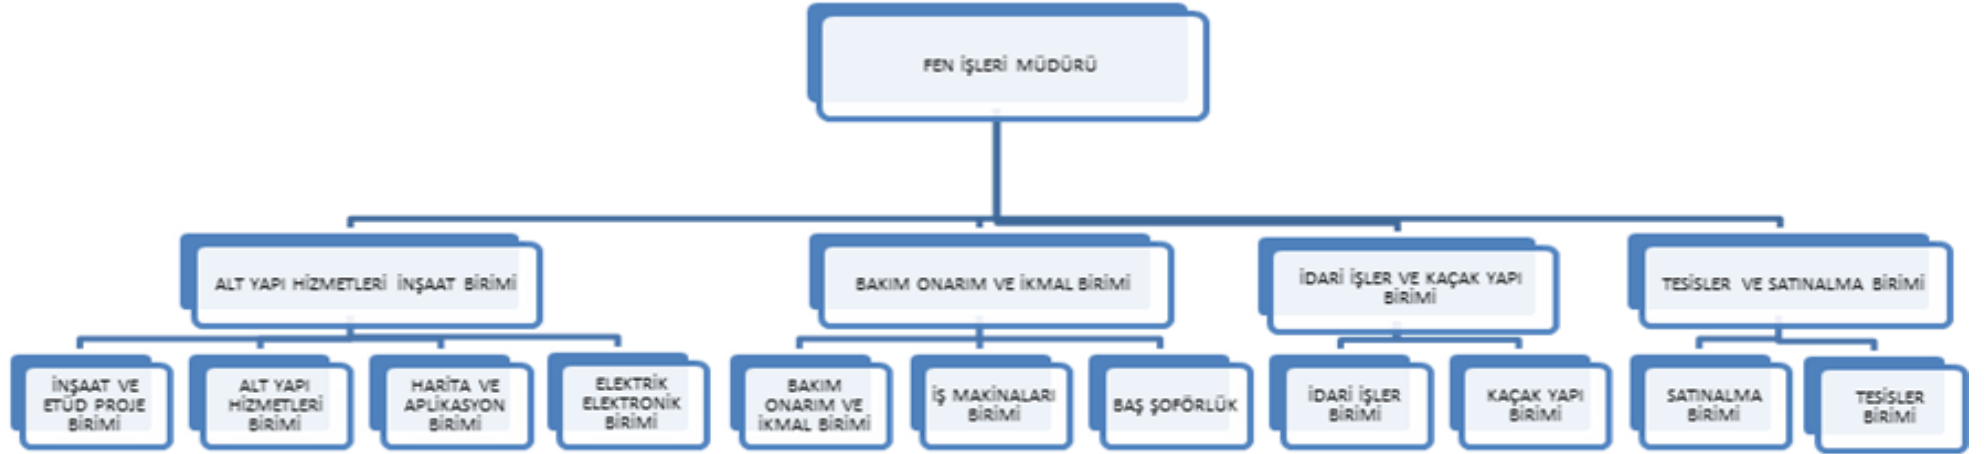 FEN İŞLERİ MÜDÜRÜ
ALT YAPI HİZMETLERİ İNŞAAT BİRİMİ
BAKIM ONARIM VE İKMAL BİRİMİ
İDARİ İŞLER VE KAÇAK YAPI
BİRİMİ
TESİSLER VE SATINALMA BİRİMİ
İNŞAAT VE
ETÜD PROJE
BİRİMİ
ALT YAPI
HİZMETLERİ
BİRİMİ
HARİTA VE
APLİKASYON
BİRİMİ
ELEKTRİK
ELEKTRONİK
BİRİMİ
BAKIM
ONARIM VE
İKMAL BİRİMİ
İŞ MAKİNALARI
BİRİMİ
BAŞ ŞOFÖRLÜK
İDARİ İŞLER
BİRİMİ
KAÇAK YAPI
BİRİMİ
SATINALMA
BİRİMİ
TESİSLER
BİRİMİ